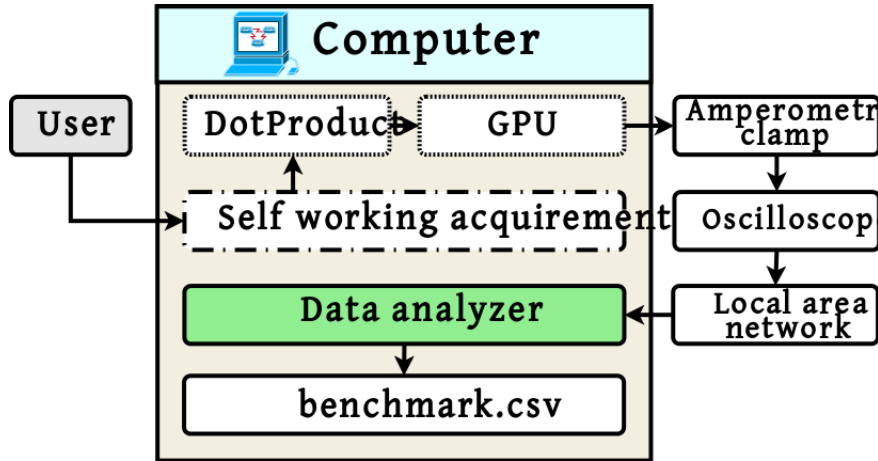 Computer
User
DotProduct
GPU
Amperometr
clamp
Self working acquirement
Oscilloscop
Data analyzer
Local area
network
benchmark.csv